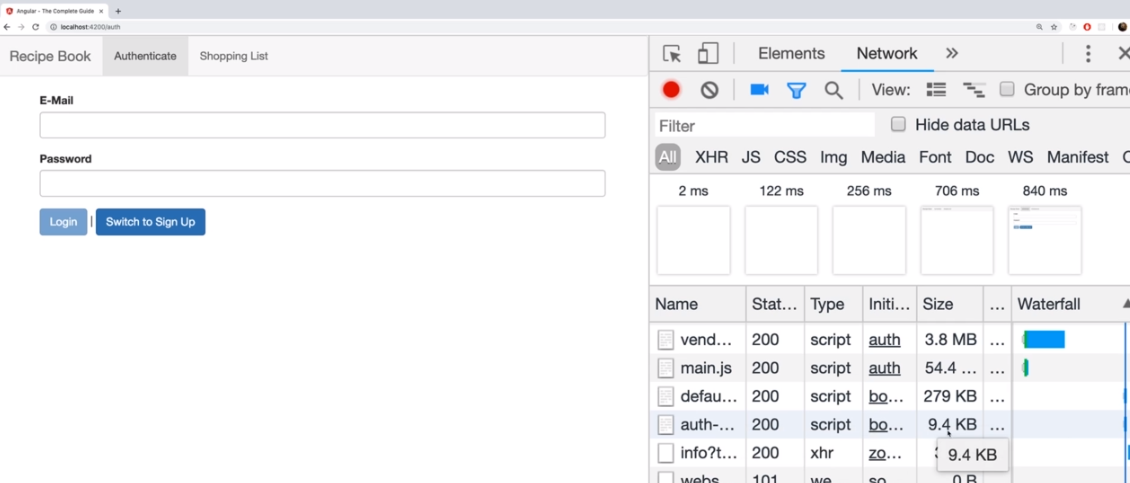 Angular - The Complete Guide
localhost:4200/auth
Recipe Book Authenticate Shopping List
E-Mail
Password
Login | Switch to Sign Up
Elements Network »
View: Group by fram
Filter Hide data URLs
All XHR JS CSS Img Media Font Doc WS Manifest
2 ms 122 ms 256 ms 706 ms 840 ms
Name Stat... Type Initi... Size ... Waterfall
vend... 200 script auth 3.8 MB ...
main.js 200 script auth 54.4 ... ...
defau... 200 script bo... 279 KB ...
auth-... 200 script bo... 9.4 KB ...
info?t... 200 xhr zo... ...
9.4 KB
webs 101 we so 0 B